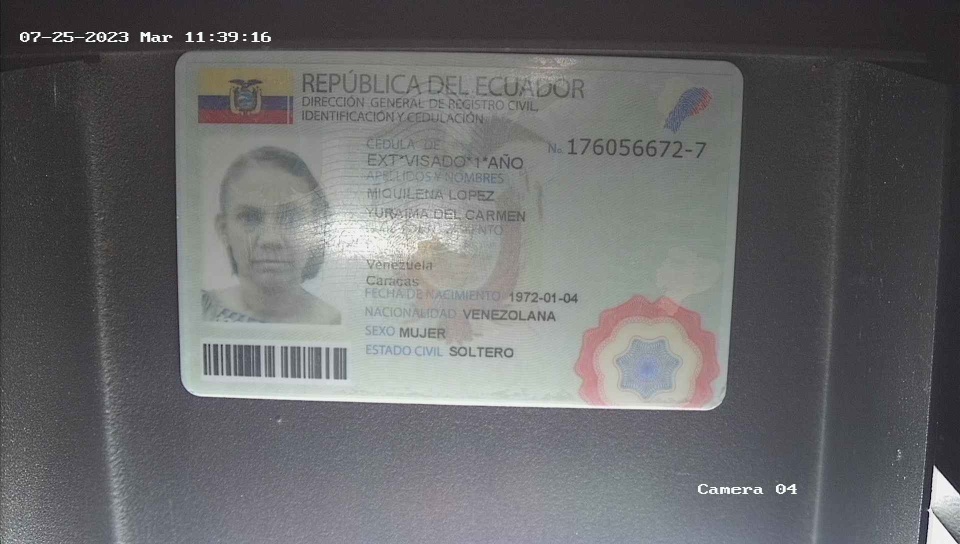 07-25-2023 Mar 11:39:16
REPÚBLICA DEL ECUADOR
DIRECCIÓN GENERAL DE REGISTRO CIVIL,
IDENTIFICACIÓN Y CEDULACIÓN
CÉDULA DE
No. 176056672-7
EXT*VISADO*1*AÑO
APELLIDOS Y NOMBRES
MIQUILENA LOPEZ
YURAIMA DEL CARMEN
LUGAR DE NACIMIENTO
Venezuela
Caracas
FECHA DE NACIMIENTO 1972-01-04
NACIONALIDAD VENEZOLANA
SEXO MUJER
ESTADO CIVIL SOLTERO
Camera 04